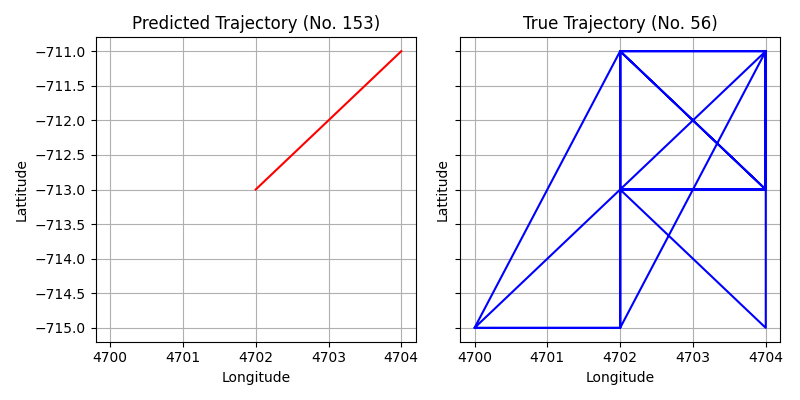 Predicted Trajectory (No. 153)
True Trajectory (No. 56)
Lattitude
−711.0
−711.5
−712.0
−712.5
−713.0
−713.5
−714.0
−714.5
−715.0
4700 4701 4702 4703 4704
Longitude
Lattitude
4700 4701 4702 4703 4704
Longitude